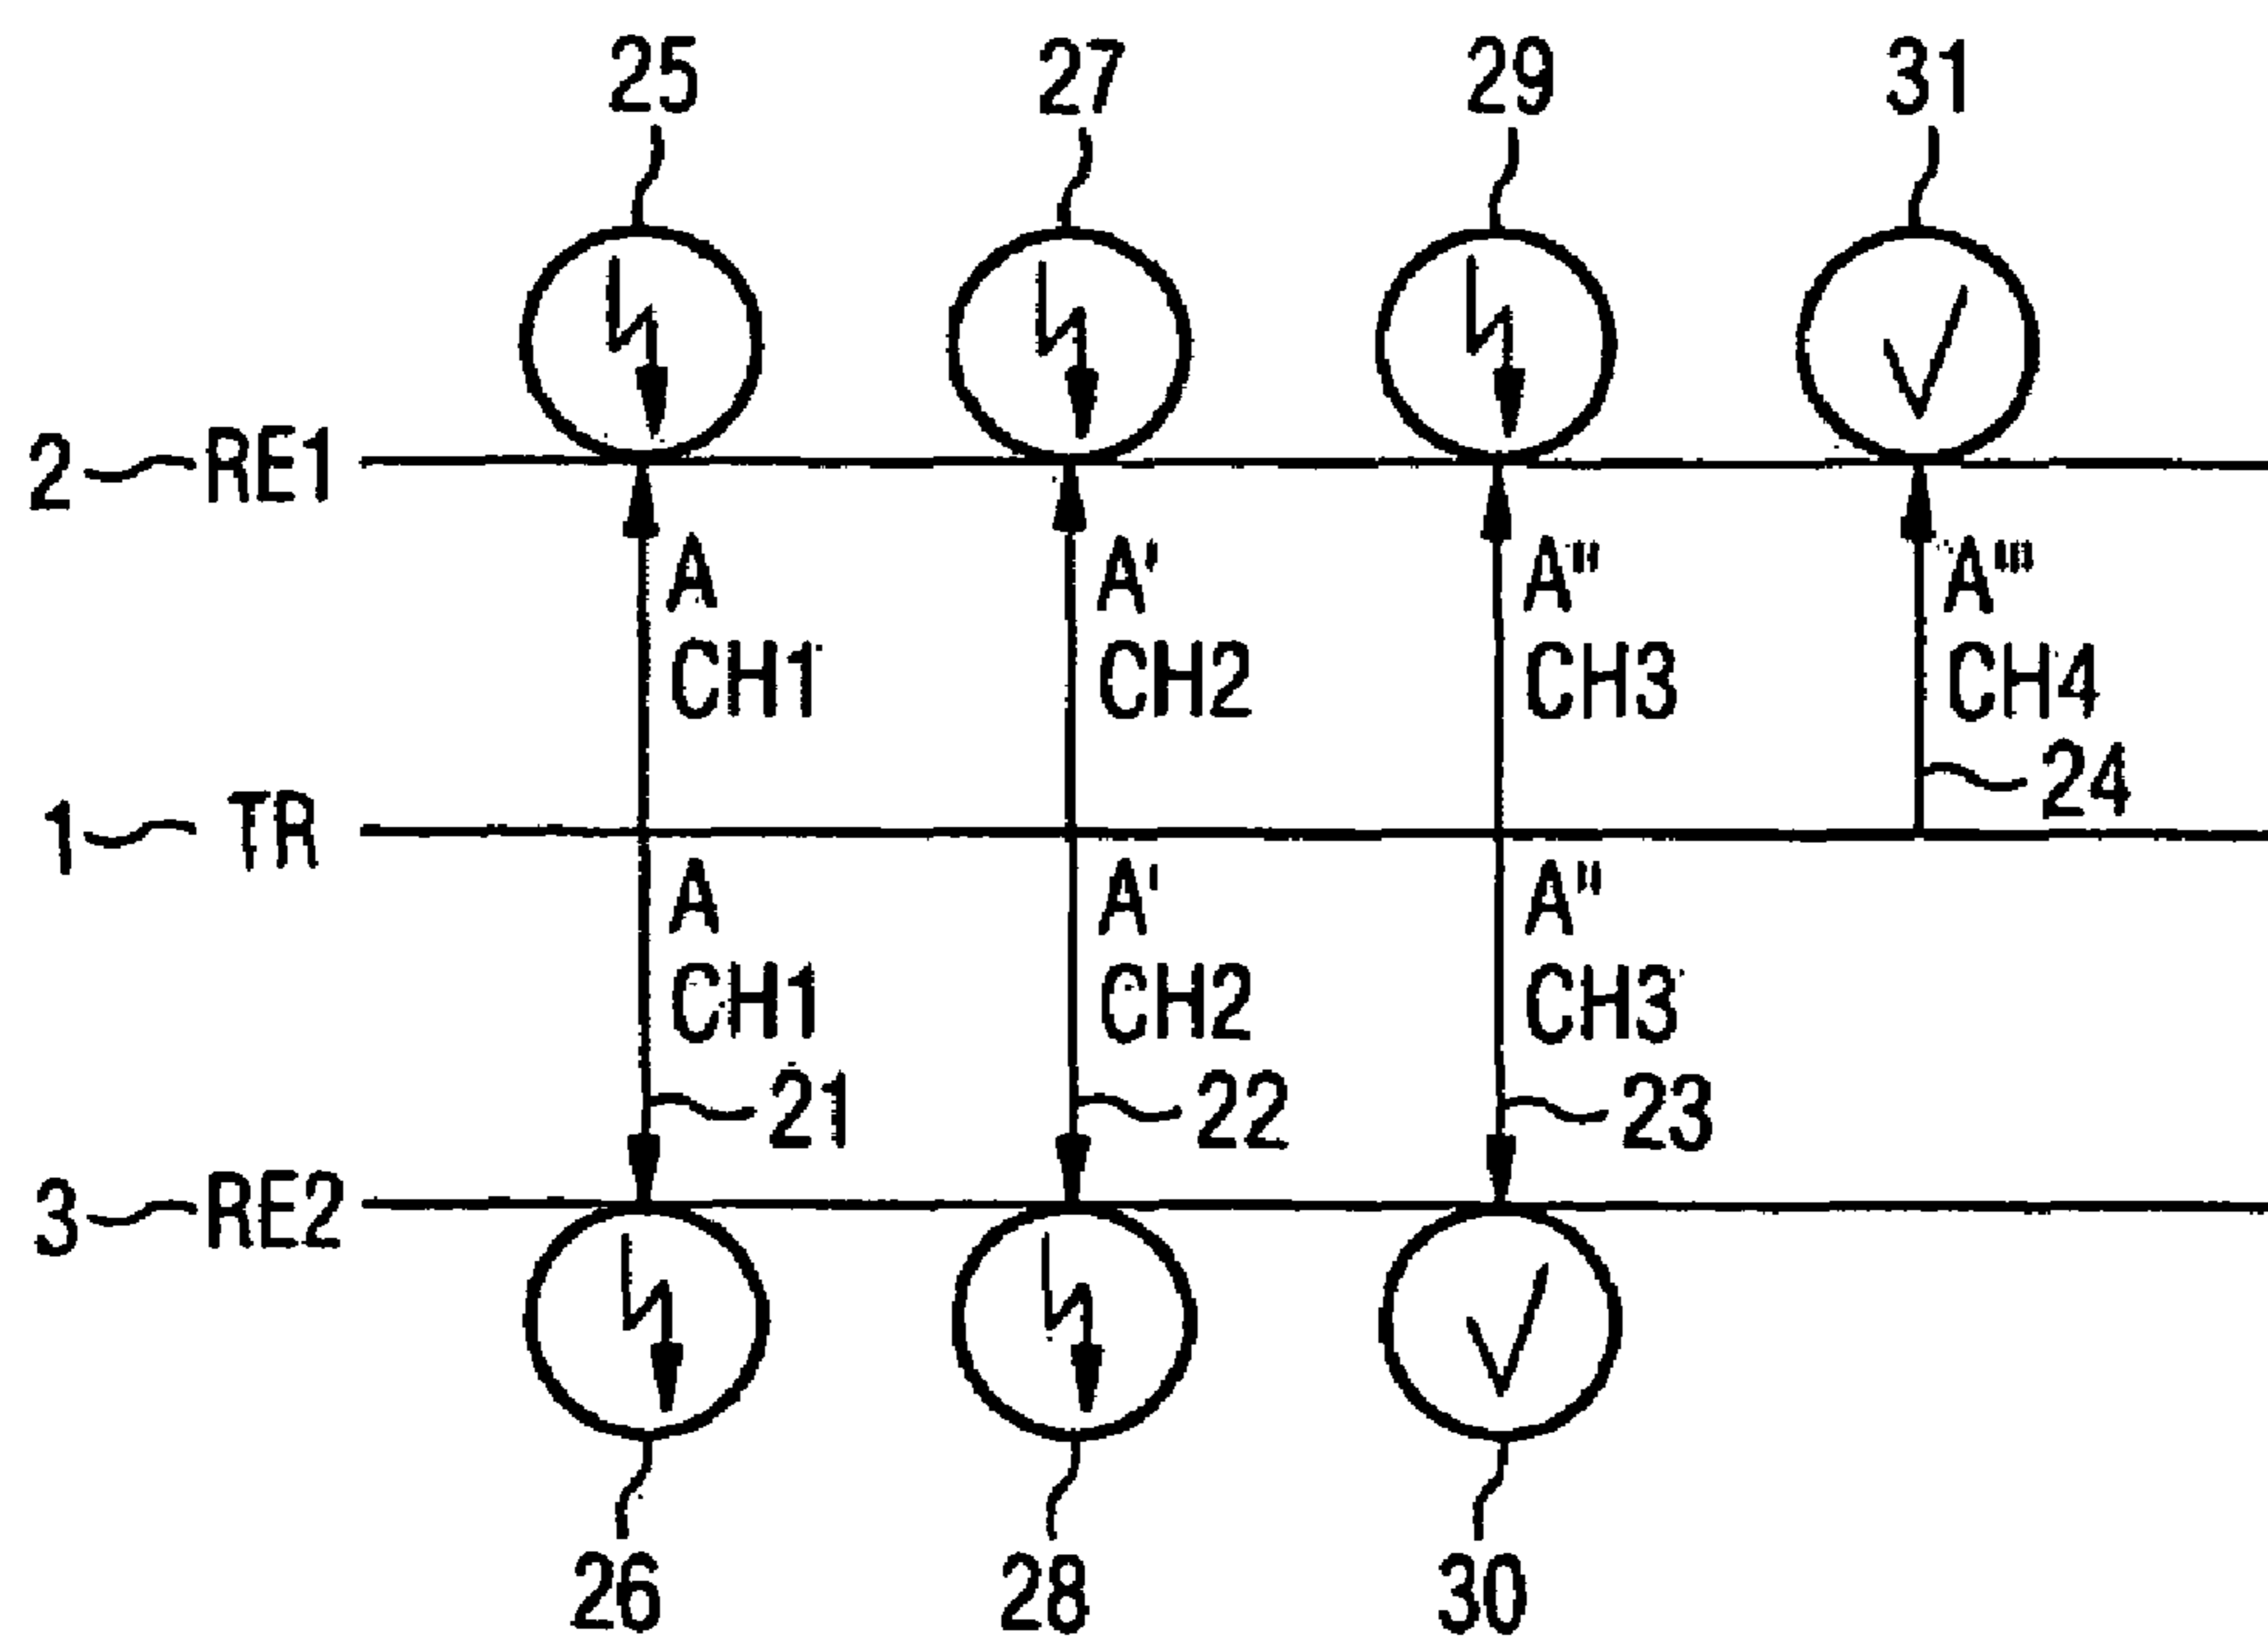 25 27 29 31
2 RE1
A A' A" A'''
CH1 CH2 CH3 CH4
24
1 TR
A A' A"
CH1 CH2 CH3
21 22 23
3 RE2
26 28 30